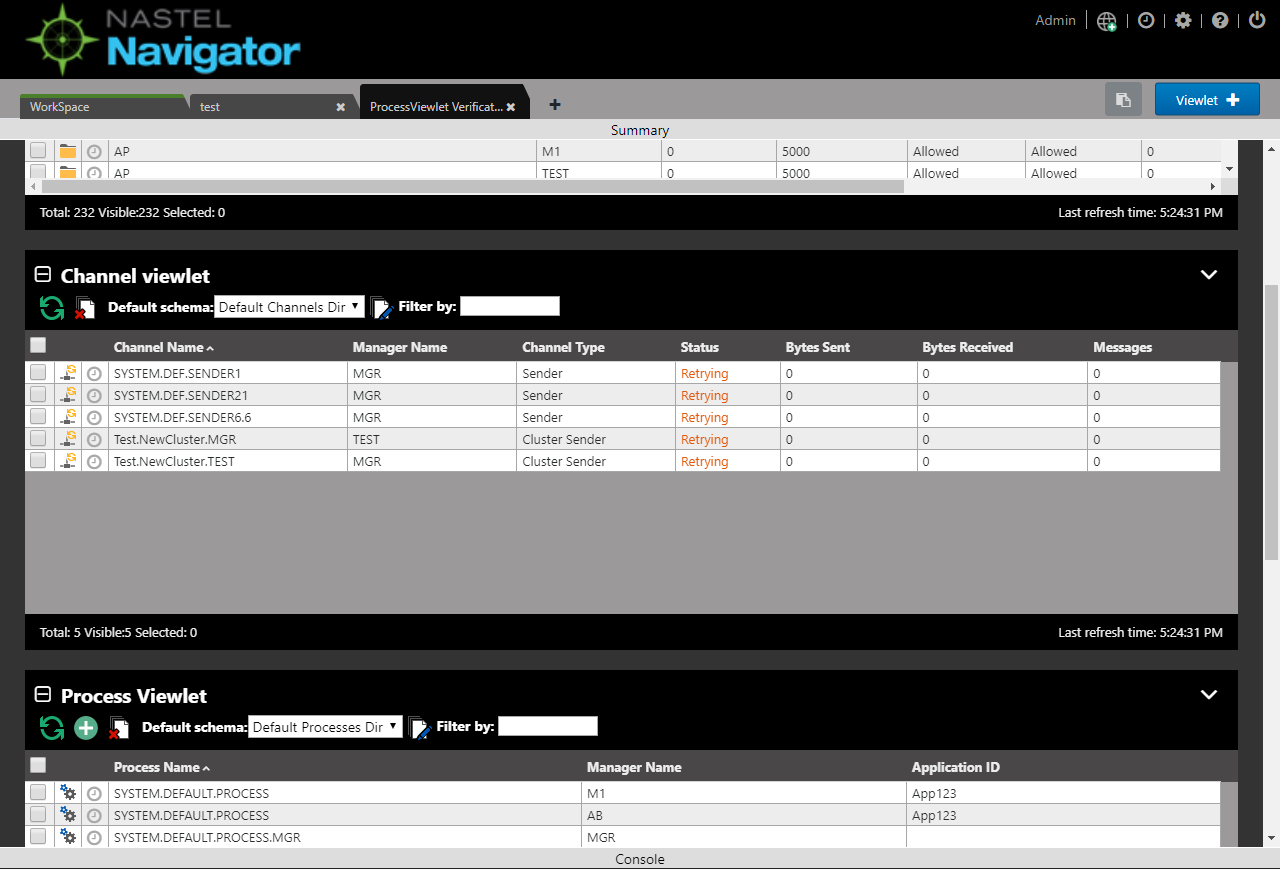 NASTEL
Navigator
Admin
WorkSpace
test
ProcessViewlet Verificat...
Viewlet
Summary
AP M1 0 5000 Allowed Allowed 0
AP TEST 0 5000 Allowed Allowed 0
Total: 232 Visible:232 Selected: 0 Last refresh time: 5:24:31 PM
Channel viewlet
Default schema: Default Channels Dir Filter by:
Channel Name Manager Name Channel Type Status Bytes Sent Bytes Received Messages
SYSTEM.DEF.SENDER1 MGR Sender Retrying 0 0 0
SYSTEM.DEF.SENDER21 MGR Sender Retrying 0 0 0
SYSTEM.DEF.SENDER6.6 MGR Sender Retrying 0 0 0
Test.NewCluster.MGR TEST Cluster Sender Retrying 0 0 0
Test.NewCluster.TEST MGR Cluster Sender Retrying 0 0 0
Total: 5 Visible:5 Selected: 0 Last refresh time: 5:24:31 PM
Process Viewlet
Default schema: Default Processes Dir Filter by:
Process Name Manager Name Application ID
SYSTEM.DEFAULT.PROCESS M1 App123
SYSTEM.DEFAULT.PROCESS AB App123
SYSTEM.DEFAULT.PROCESS.MGR MGR
Console